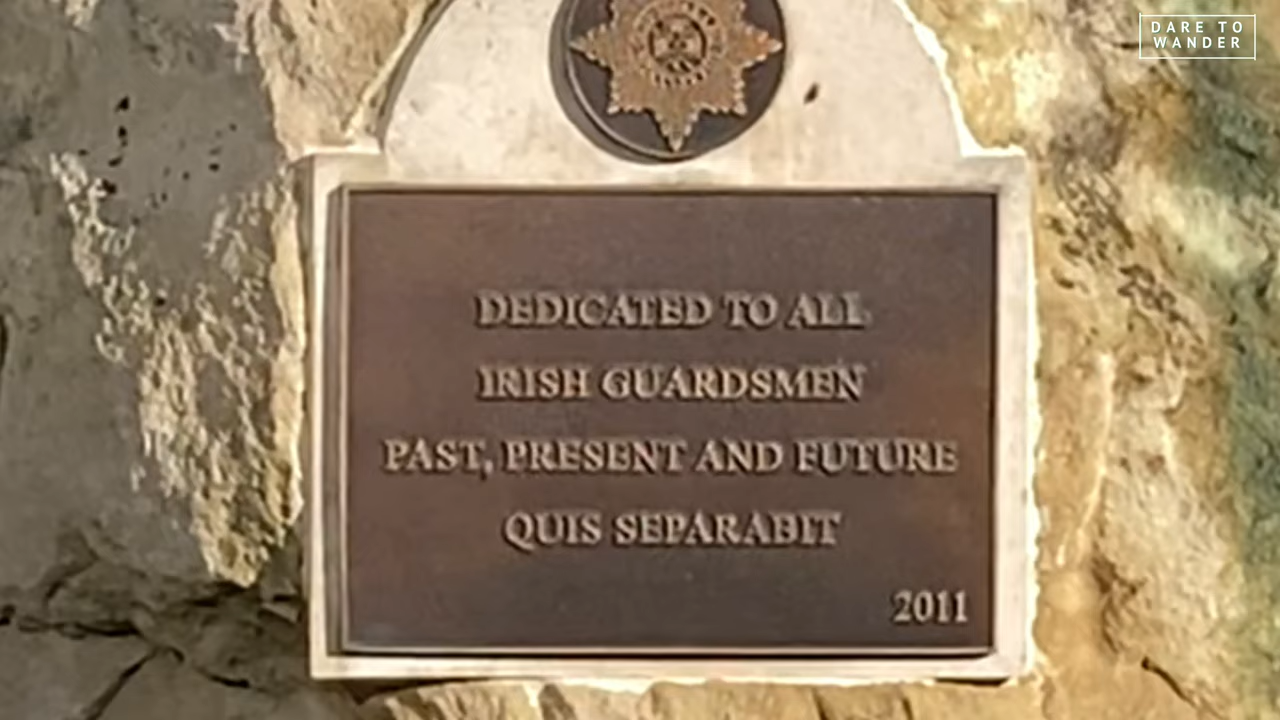 DARE TO
WANDER
DEDICATED TO ALL
IRISH GUARDSMEN
PAST, PRESENT AND FUTURE
QUIS SEPARABIT
2011